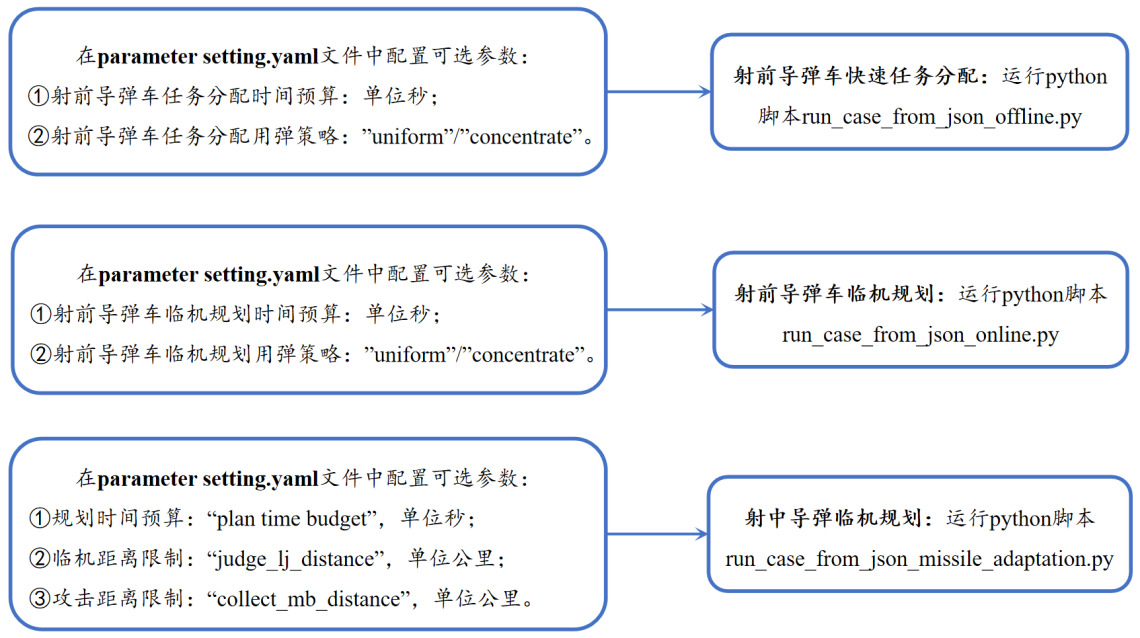 在parameter setting.yaml文件中配置可选参数：
①射前导弹车任务分配时间预算：单位秒；
②射前导弹车任务分配用弹策略：”uniform”/”concentrate”。
射前导弹车快速任务分配：运行python
脚本run_case_from_json_offline.py
在parameter setting.yaml文件中配置可选参数：
①射前导弹车临机规划时间预算：单位秒；
②射前导弹车临机规划用弹策略：”uniform”/”concentrate”。
射前导弹车临机规划：运行python脚本
run_case_from_json_online.py
在parameter setting.yaml文件中配置可选参数：
①规划时间预算：“plan time budget”，单位秒；
②临机距离限制：“judge_lj_distance”，单位公里；
③攻击距离限制：“collect_mb_distance”，单位公里。
射中导弹临机规划：运行python脚本
run_case_from_json_missile_adaptation.py